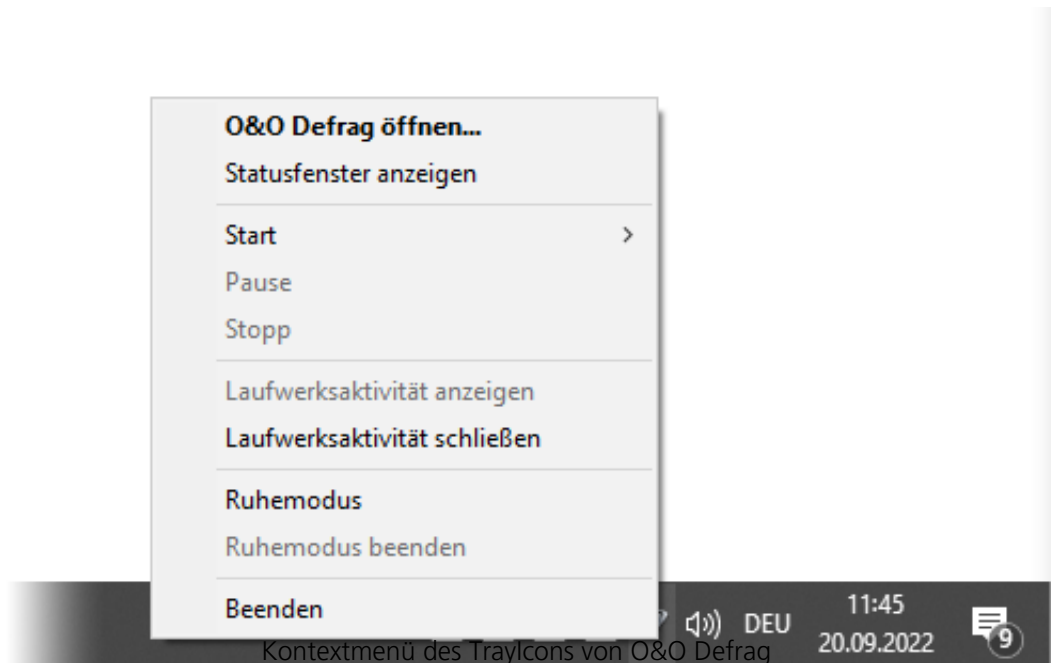 O&O Defrag öffnen...
Statusfenster anzeigen
Start
Pause
Stopp
Laufwerksaktivität anzeigen
Laufwerksaktivität schließen
Ruhemodus
Ruhemodus beenden
Beenden
DEU
11:45
20.09.2022
9
Kontextmenü des TrayIcons von O&O Defrag